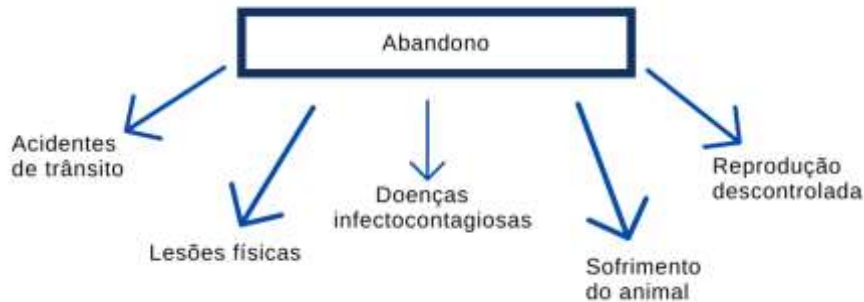 Abandono
Acidentes
de trânsito
Lesões físicas
Doenças
infectocontagiosas
Sofrimento
do animal
Reprodução
descontrolada